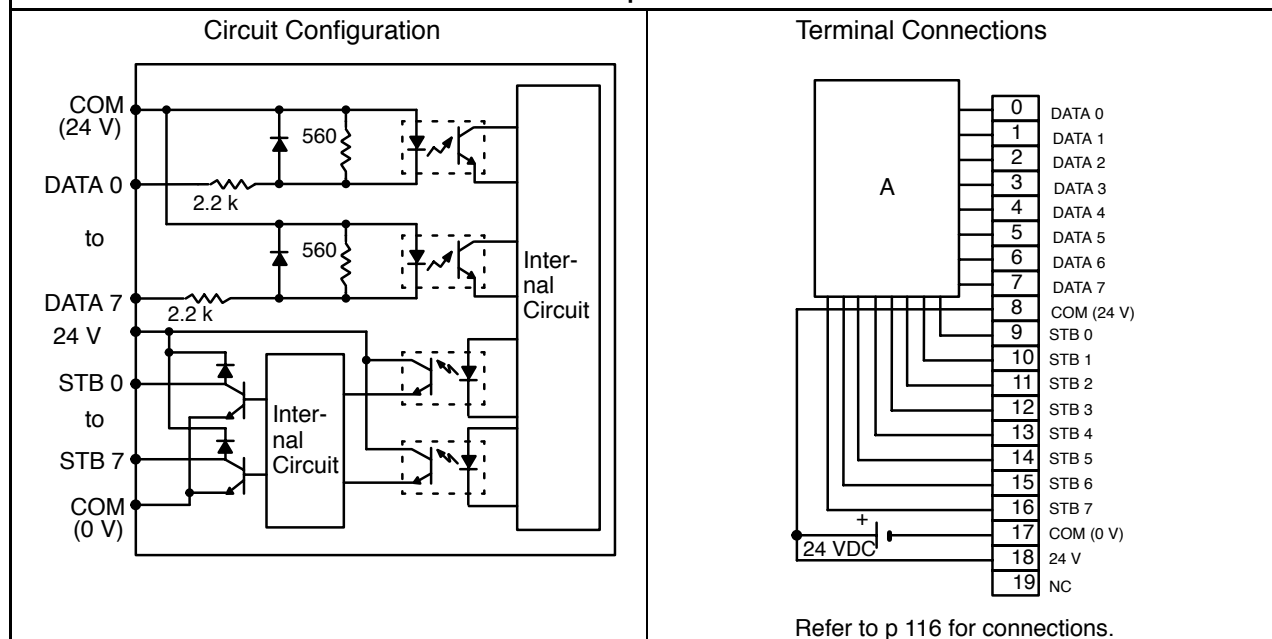 Circuit Configuration
COM
(24 V)
560
DATA 0
2.2 k
to
560
DATA 7
2.2 k
24 V
STB 0
to
STB 7
COM
(0 V)
Inter-
nal
Circuit
Inter-
nal
Circuit
Terminal Connections
A
0 DATA 0
1 DATA 1
2 DATA 2
3 DATA 3
4 DATA 4
5 DATA 5
6 DATA 6
7 DATA 7
8 COM (24 V)
9 STB 0
10 STB 1
11 STB 2
12 STB 3
13 STB 4
14 STB 5
15 STB 6
16 STB 7
+
17 COM (0 V)
24 VDC
18 24 V
19 NC
Refer to p 116 for connections.